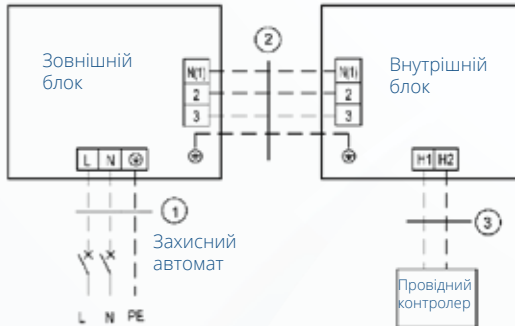 Зовнішній
блок
N(1)
2
3
2
N(1)
2
3
Внутрішній
блок
L N
H1 H2
1
3
Захисний
автомат
Провідний
контролер
L N PE